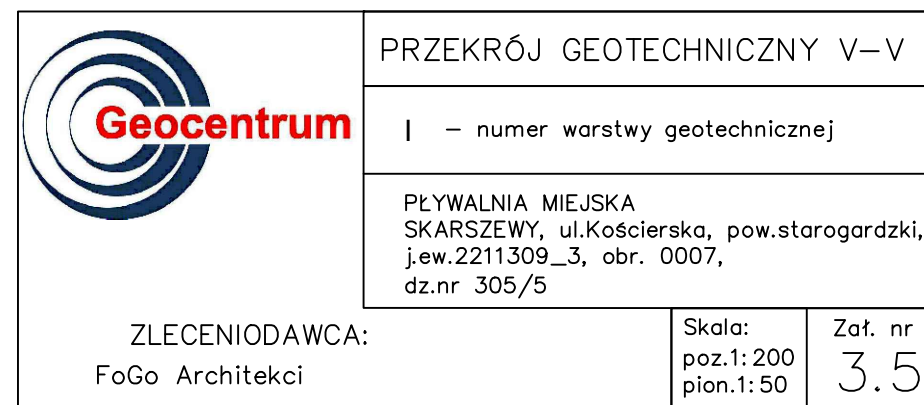 Geocentrum
PRZEKRÓJ GEOTECHNICZNY V-V
I - numer warstwy geotechnicznej
PŁYWALNIA MIEJSKA
SKARSZEWY, ul.Kościerska, pow.starogardzki,
j.ew.2211309_3, obr. 0007,
dz.nr 305/5
ZLECENIODAWCA:
FoGo Architekci
Skala:
poz.1:200
pion.1:50
Zał. nr
3.5